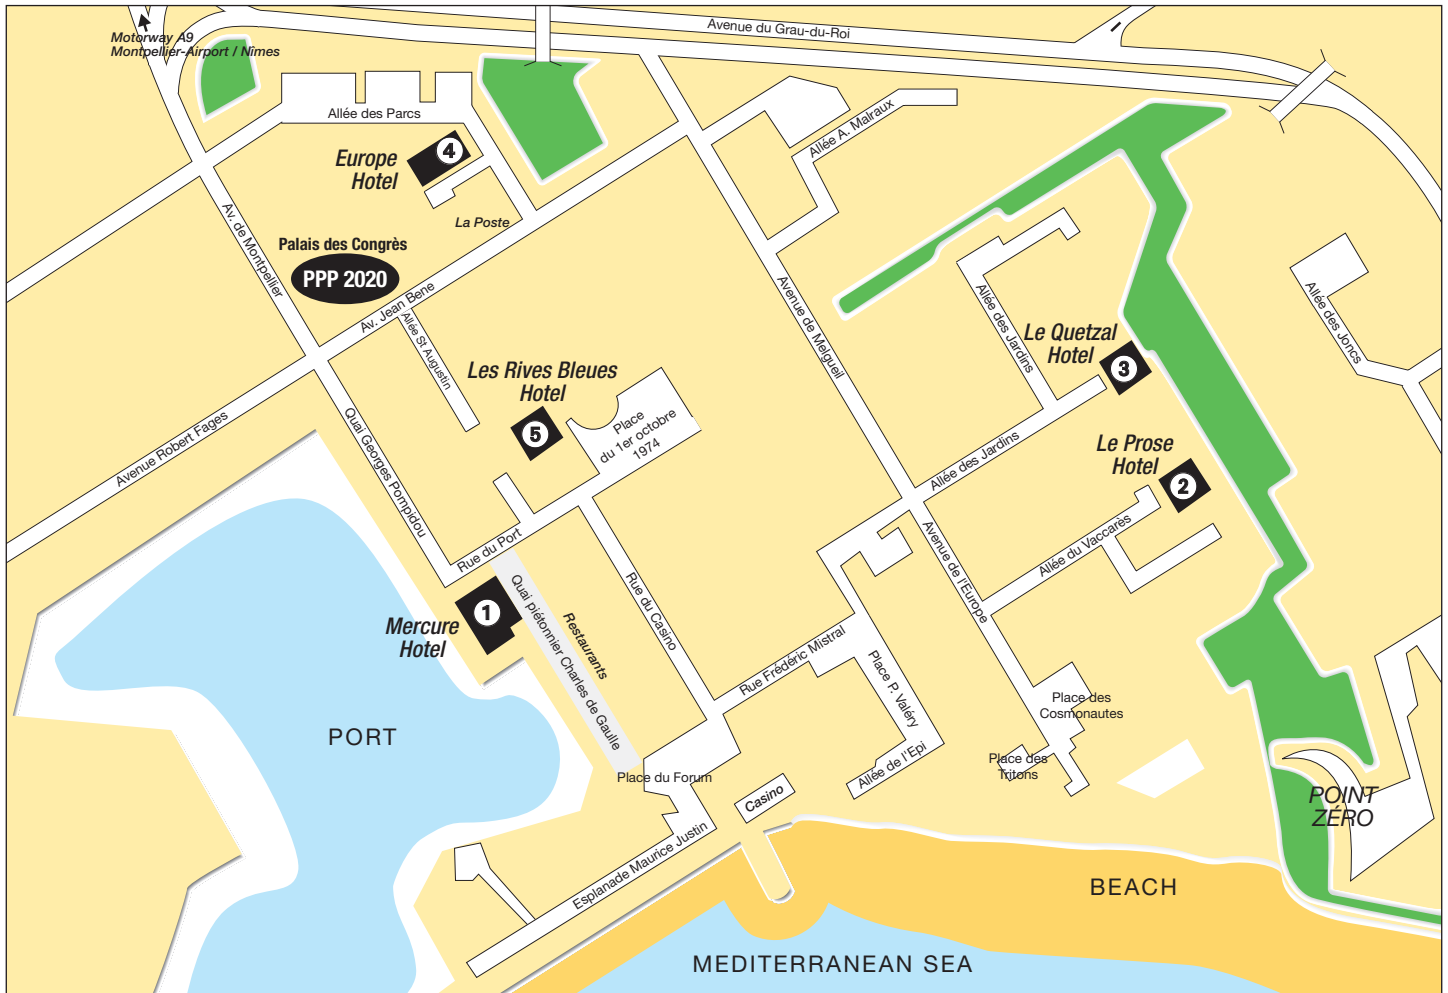 Motorway A9
Montpellier-Airport / Nîmes
Avenue du Grau-du-Roi
Allée des Parcs
Allée A. Malraux
Europe
Hotel
4
La Poste
Av. de Montpellier
Palais des Congrès
PPP 2020
Av. Jean Bene
Allée St Augustin
Avenue de Melgueil
Allée des Jardins
Allée des Joncs
Le Quetzal
Hotel
3
Les Rives Bleues
Hotel
5
Place
du 1er octobre
1974
Avenue Robert Fages
Quai Georges Pompidou
Allée des Jardins
Le Prose
Hotel
2
Rue du Port
Allée du Vaccarès
Avenue de l'Europe
Mercure
Hotel
1
Quai piétonnier Charles de Gaulle
Restaurants
Rue du Casino
Rue Frédéric Mistral
Place P. Valéry
Place des
Cosmonautes
PORT
Place du Forum
Allée de l'Epi
Place des
Tritons
Casino
POINT
ZÉRO
Esplanade Maurice Justin
BEACH
MEDITERRANEAN SEA